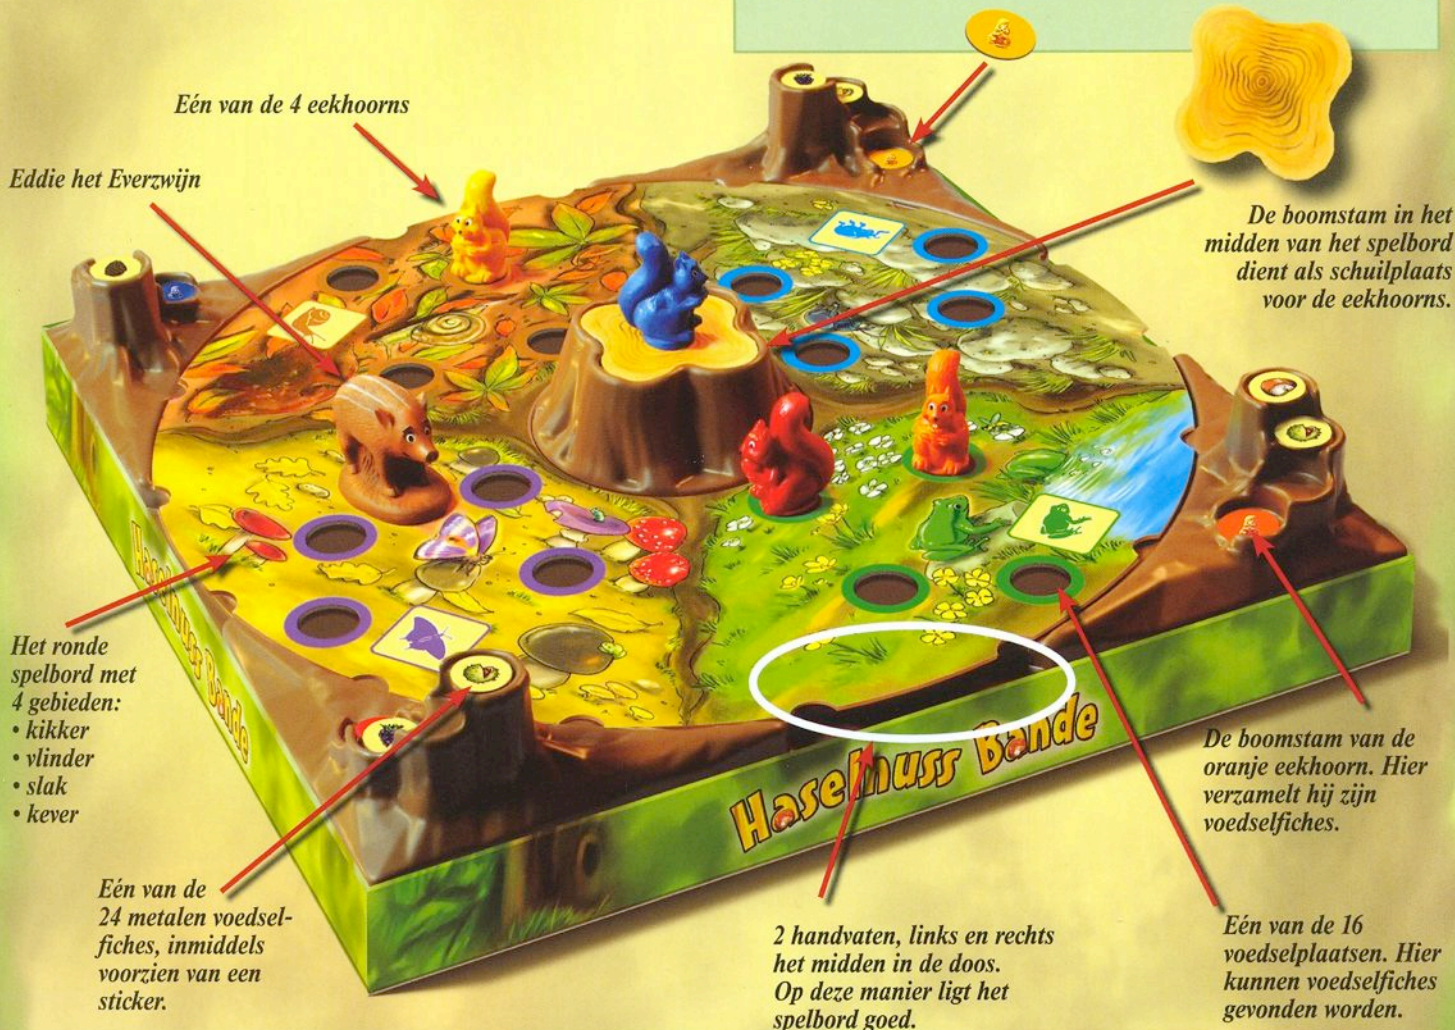 Eén van de 4 eekhoorns
Eddie het Everzwijn
De boomstam in het
midden van het spelbord
dient als schuilplaats
voor de eekhoorns.
Het ronde
spelbord met
4 gebieden:
• kikker
• vlinder
• slak
• kever
Haselnuss Bande
Haselnuss Bande
De boomstam van de
oranje eekhoorn. Hier
verzamelt hij zijn
voedselfiches.
Eén van de
24 metalen voedsel-
fiches, inmiddels
voorzien van een
sticker.
2 handvaten, links en rechts
het midden in de doos.
Op deze manier ligt het
spelbord goed.
Eén van de 16
voedselplaatsen. Hier
kunnen voedselfiches
gevonden worden.